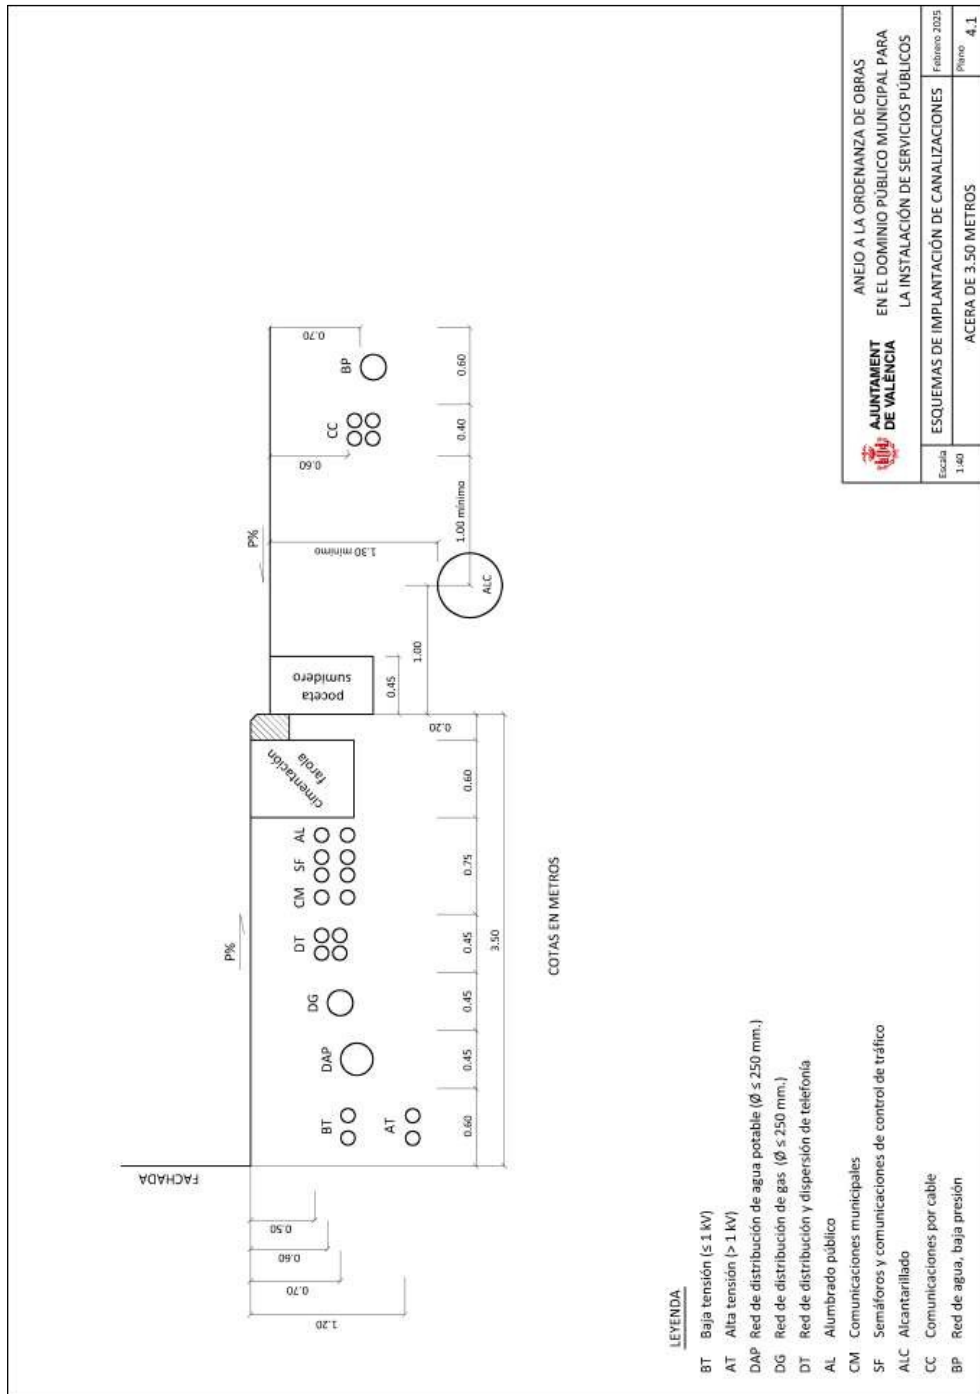 FACHADA
P%
P%
BT
AT
DAP
DG
DT
CM
SF
AL
cimentación
farola
poceta
sumidero
ALC
CC
BP
0.50
0.60
0.70
1.20
0.60
0.45
0.45
0.45
0.75
0.60
0.20
3.50
0.45
1.00
1.30 mínimo
1.00 mínimo
0.60
0.40
0.60
0.70
COTAS EN METROS
LEYENDA
BT Baja tensión (≤ 1 kV)
AT Alta tensión (> 1 kV)
DAP Red de distribución de agua potable (Ø ≤ 250 mm.)
DG Red de distribución de gas (Ø ≤ 250 mm.)
DT Red de distribución y dispersión de telefonía
AL Alumbrado público
CM Comunicaciones municipales
SF Semáforos y comunicaciones de control de tráfico
ALC Alcantarillado
CC Comunicaciones por cable
BP Red de agua, baja presión
AJUNTAMENT
DE VALÈNCIA
ANEJO A LA ORDENANZA DE OBRAS
EN EL DOMINIO PÚBLICO MUNICIPAL PARA
LA INSTALACIÓN DE SERVICIOS PÚBLICOS
Escala
1:40
ESQUEMAS DE IMPLANTACIÓN DE CANALIZACIONES
Febrero 2025
ACERA DE 3.50 METROS
Plano
4.1